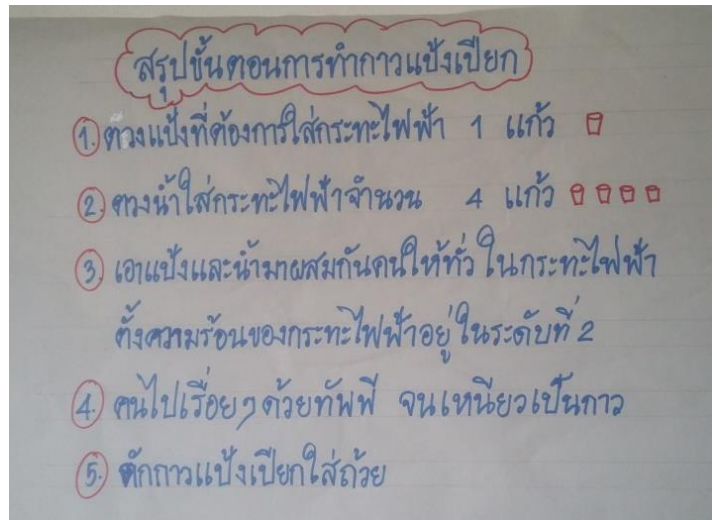 สรุปขั้นตอนการทำกาวแป้งเปียก
1. ตวงแป้งที่ต้องการใส่กระทะไฟฟ้า 1 แก้ว
2. ตวงน้ำใส่กระทะไฟฟ้าจำนวน 4 แก้ว
3. เอาแป้งและน้ำมาผสมกันคนให้ทั่ว ในกระทะไฟฟ้า
ตั้งความร้อนของกระทะไฟฟ้าอยู่ในระดับที่ 2
4. คนไปเรื่อยๆ ด้วยทัพพี จนเหนียวเป็นกาว
5. ตักกาวแป้งเปียกใส่ถ้วย